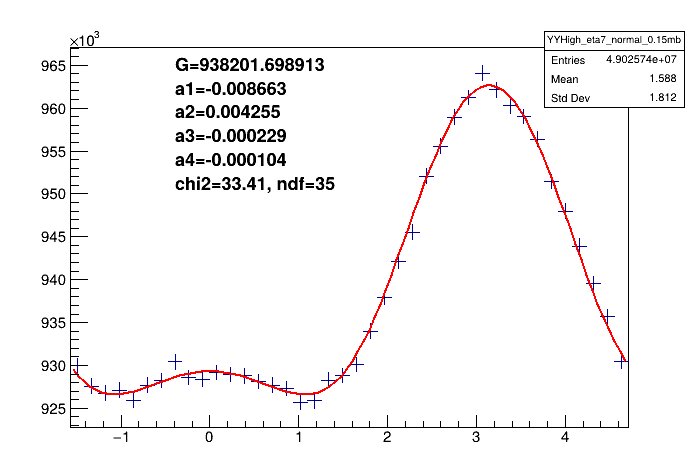 ×10³
YYHigh_eta7_normal_0.15mb
Entries 4.902574e+07
Mean 1.588
Std Dev 1.812
G=938201.698913
a1=-0.008663
a2=0.004255
a3=-0.000229
a4=-0.000104
chi2=33.41, ndf=35
965
960
955
950
945
940
935
930
925
−1 0 1 2 3 4